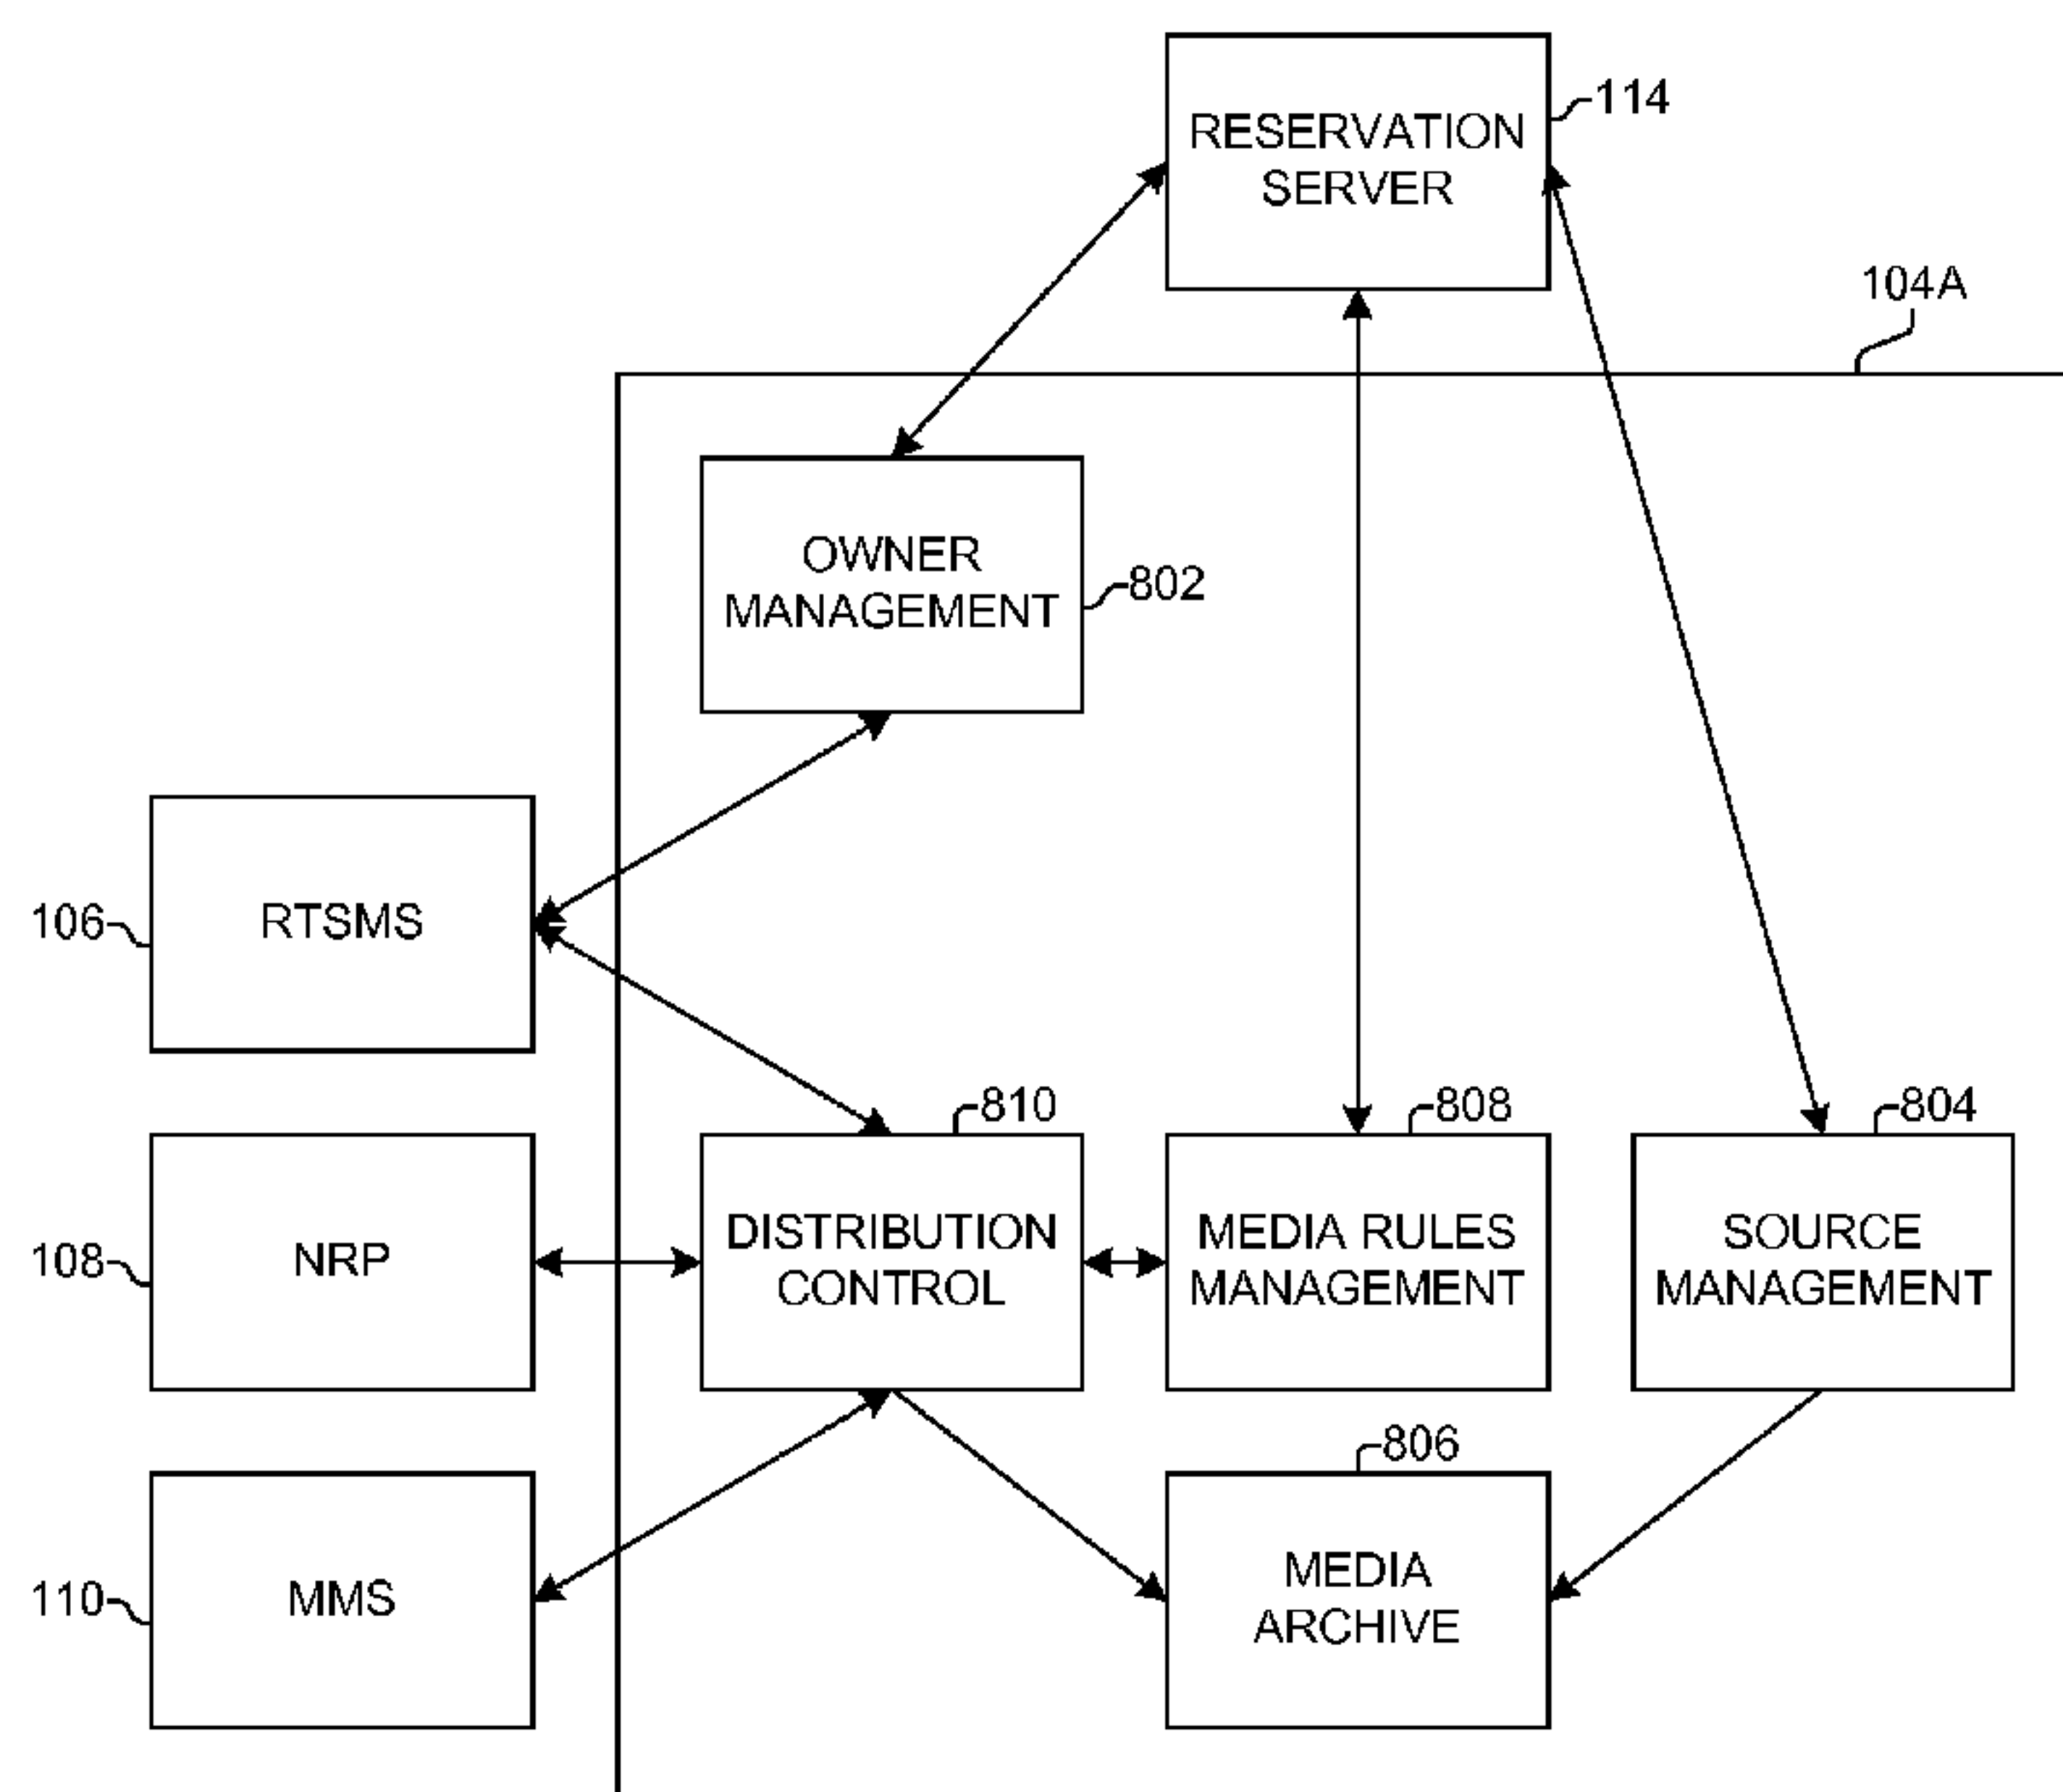 RESERVATION
SERVER
114
104A
OWNER
MANAGEMENT
802
106
RTSMS
810
808
804
108
NRP
DISTRIBUTION
CONTROL
MEDIA RULES
MANAGEMENT
SOURCE
MANAGEMENT
806
110
MMS
MEDIA
ARCHIVE